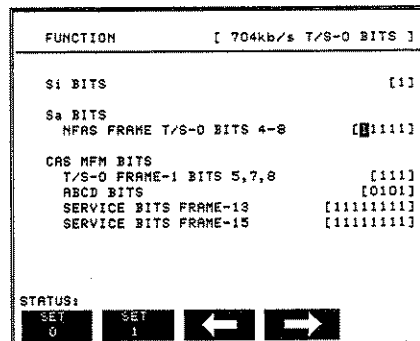 FUNCTION [ 704kb/s T/S-0 BITS ]
Si BITS [1]
Sa BITS
NFAS FRAME T/S-0 BITS 4-8 [11111]
CAS MFM BITS
T/S-0 FRAME-1 BITS 5,7,8 [111]
ABCD BITS [0101]
SERVICE BITS FRAME-13 [11111111]
SERVICE BITS FRAME-15 [11111111]
STATUS:
SET 0 SET 1